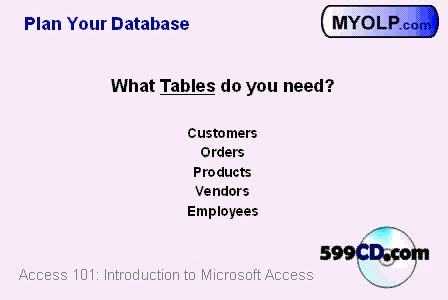 Plan Your Database
MYOLP.com
What Tables do you need?
Customers
Orders
Products
Vendors
Employees
599CD.com
Access 101: Introduction to Microsoft Access